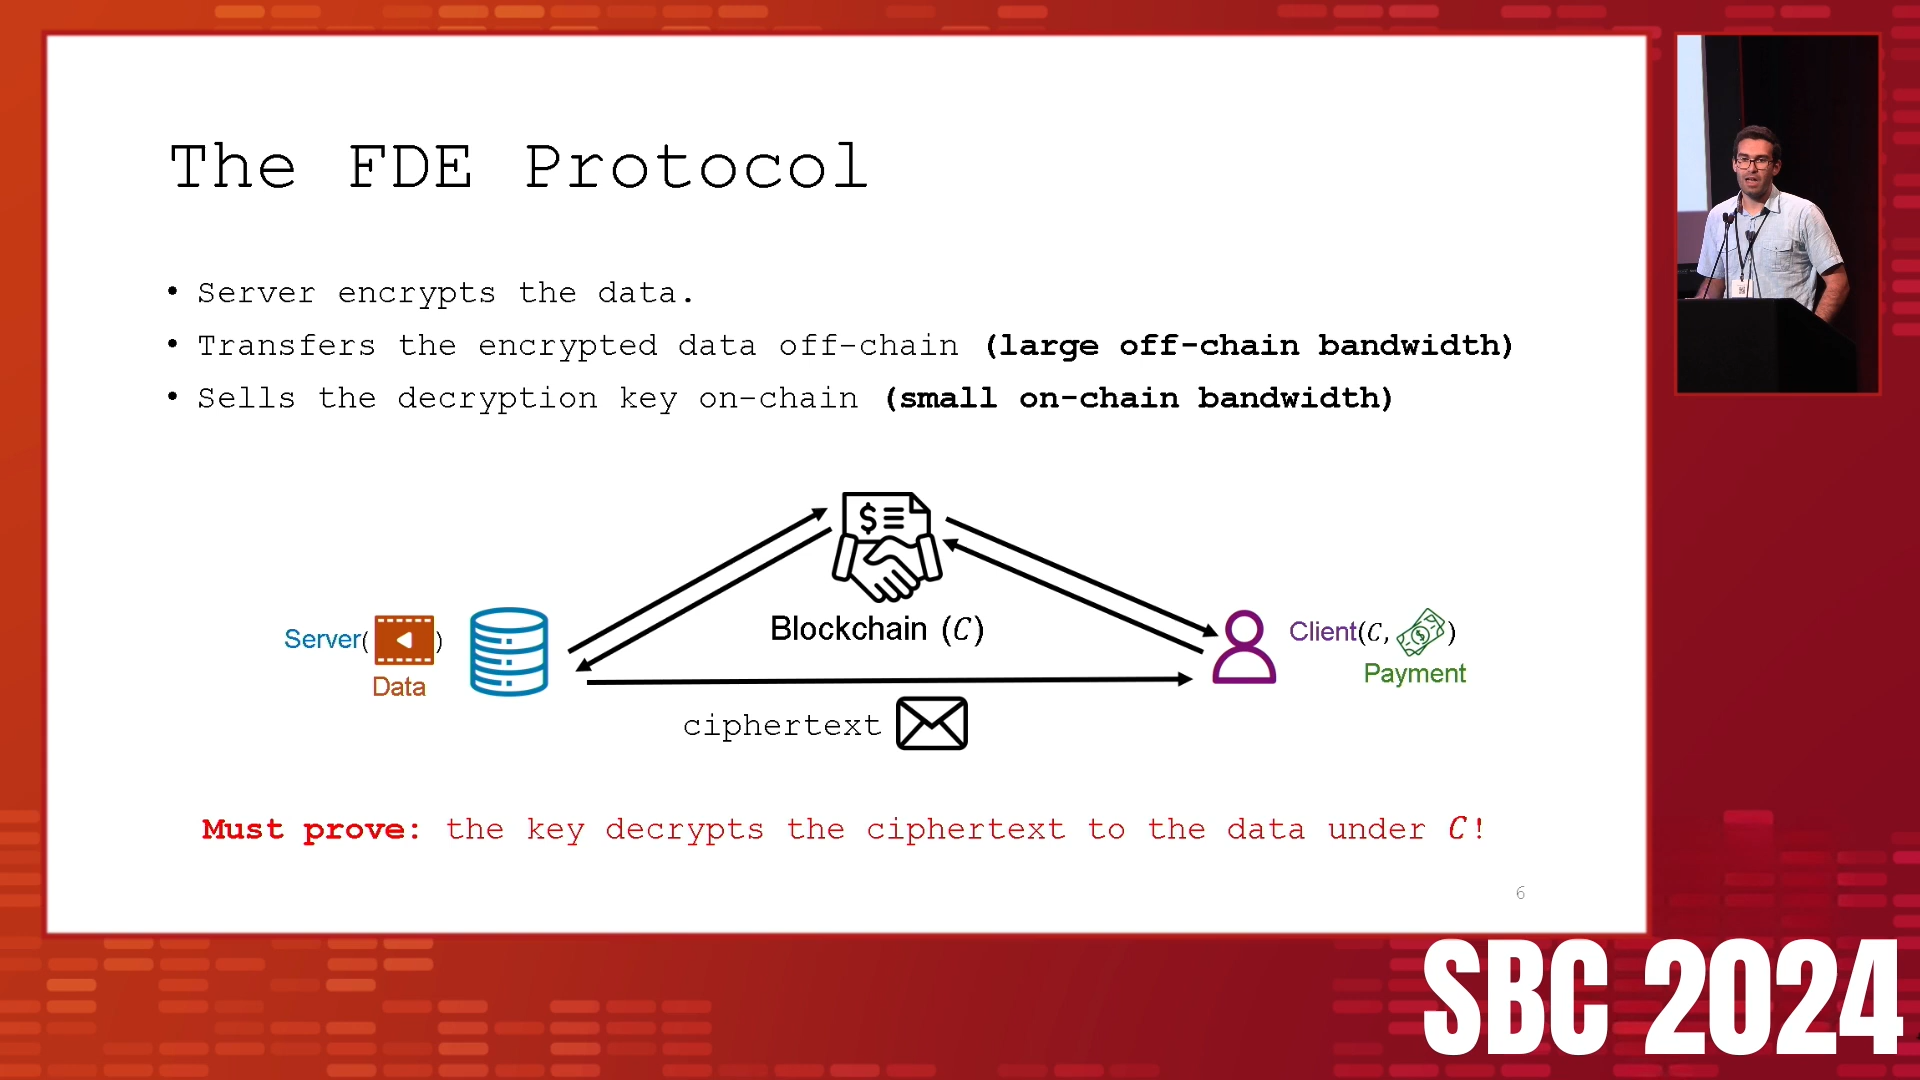 The FDE Protocol
• Server encrypts the data.
• Transfers the encrypted data off-chain (large off-chain bandwidth)
• Sells the decryption key on-chain (small on-chain bandwidth)
$
Blockchain (C)
Server( )
Data
Client(C, $ )
Payment
ciphertext
Must prove: the key decrypts the ciphertext to the data under C!
6
SBC 2024